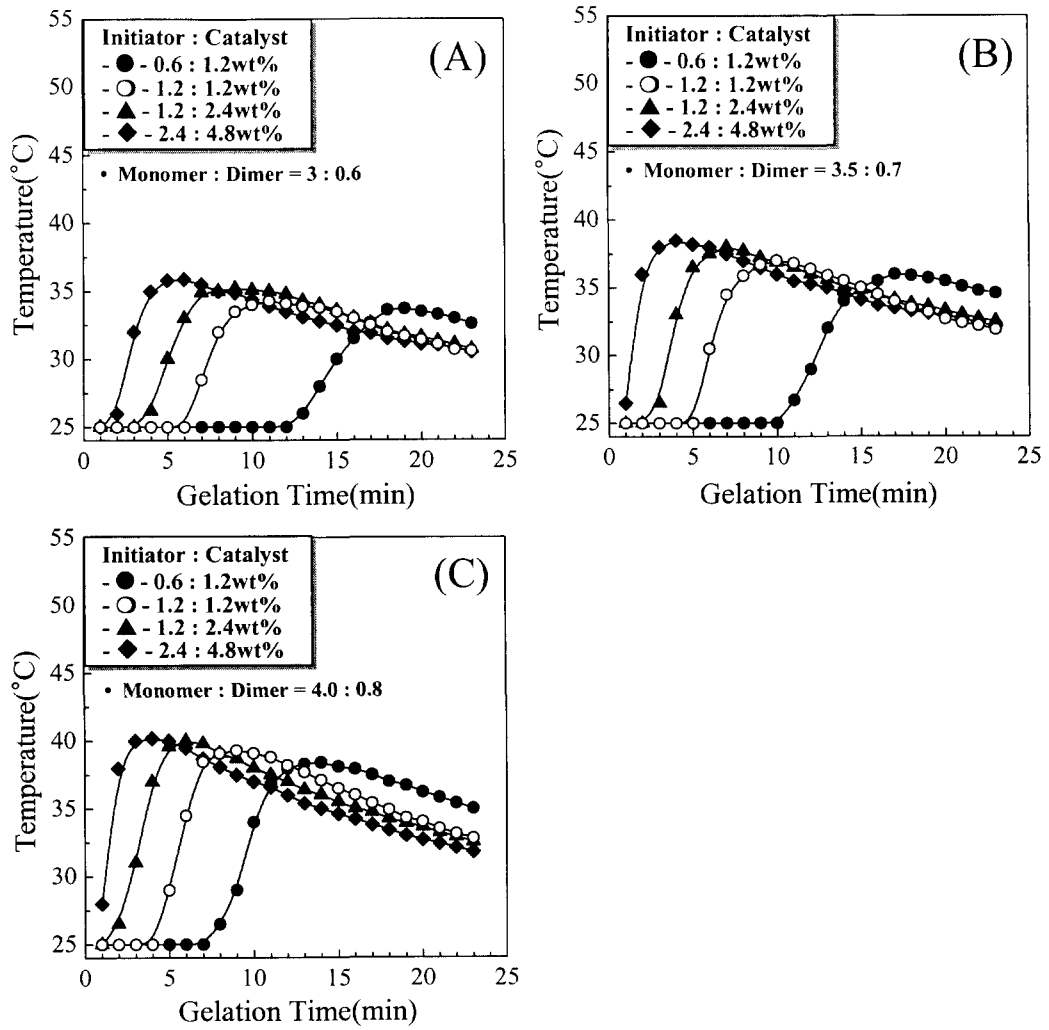 (A)
Initiator : Catalyst
- ● - 0.6 : 1.2wt%
- ○ - 1.2 : 1.2wt%
- ▲ - 1.2 : 2.4wt%
- ◆ - 2.4 : 4.8wt%
• Monomer : Dimer = 3 : 0.6
Temperature(°C)
55
50
45
40
35
30
25
0 5 10 15 20 25
Gelation Time(min)
(B)
Initiator : Catalyst
- ● - 0.6 : 1.2wt%
- ○ - 1.2 : 1.2wt%
- ▲ - 1.2 : 2.4wt%
- ◆ - 2.4 : 4.8wt%
• Monomer : Dimer = 3.5 : 0.7
Temperature(°C)
55
50
45
40
35
30
25
0 5 10 15 20 25
Gelation Time(min)
(C)
Initiator : Catalyst
- ● - 0.6 : 1.2wt%
- ○ - 1.2 : 1.2wt%
- ▲ - 1.2 : 2.4wt%
- ◆ - 2.4 : 4.8wt%
• Monomer : Dimer = 4.0 : 0.8
Temperature(°C)
55
50
45
40
35
30
25
0 5 10 15 20 25
Gelation Time(min)